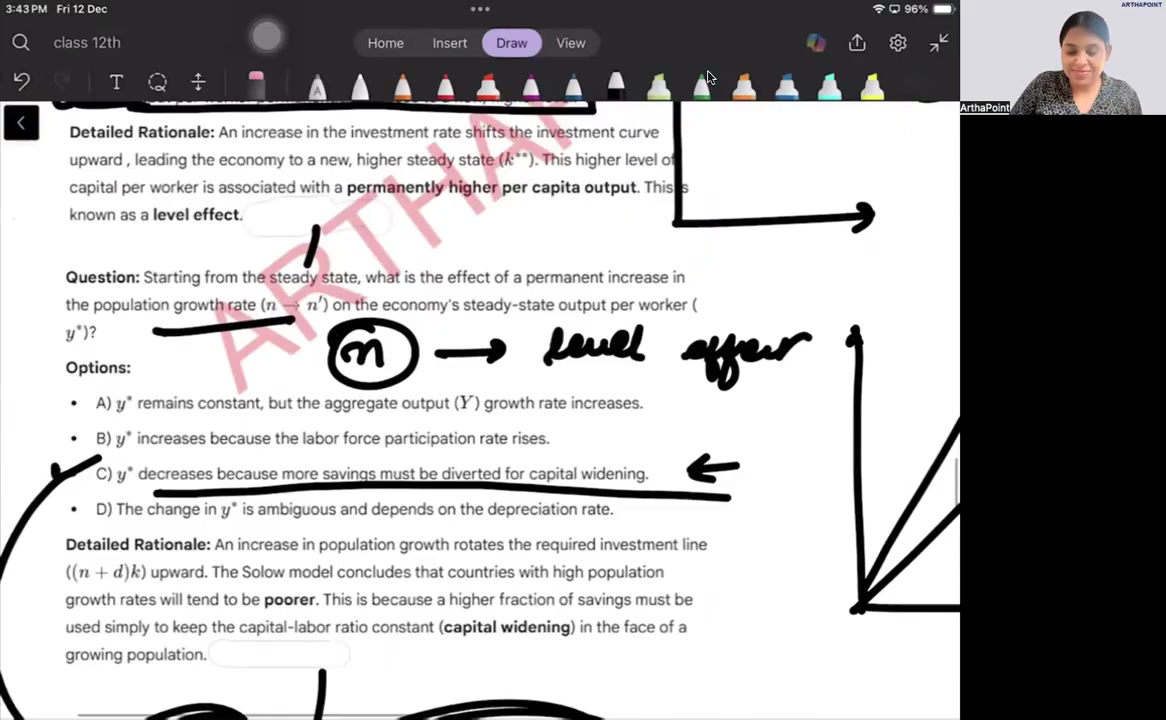 3:43 PM Fri 12 Dec
96%
ARTHAPOINT
class 12th
Home Insert Draw View
ArthaPoint
Detailed Rationale: An increase in the investment rate shifts the investment curve
upward , leading the economy to a new, higher steady state (k**). This higher level of
capital per worker is associated with a permanently higher per capita output. This is
known as a level effect.
Question: Starting from the steady state, what is the effect of a permanent increase in
the population growth rate (n → n') on the economy's steady-state output per worker (
y*)?
n → level effect
Options:
• A) y* remains constant, but the aggregate output (Y) growth rate increases.
• B) y* increases because the labor force participation rate rises.
• C) y* decreases because more savings must be diverted for capital widening.
• D) The change in y* is ambiguous and depends on the depreciation rate.
Detailed Rationale: An increase in population growth rotates the required investment line
((n + d)k) upward. The Solow model concludes that countries with high population
growth rates will tend to be poorer. This is because a higher fraction of savings must be
used simply to keep the capital-labor ratio constant (capital widening) in the face of a
growing population.